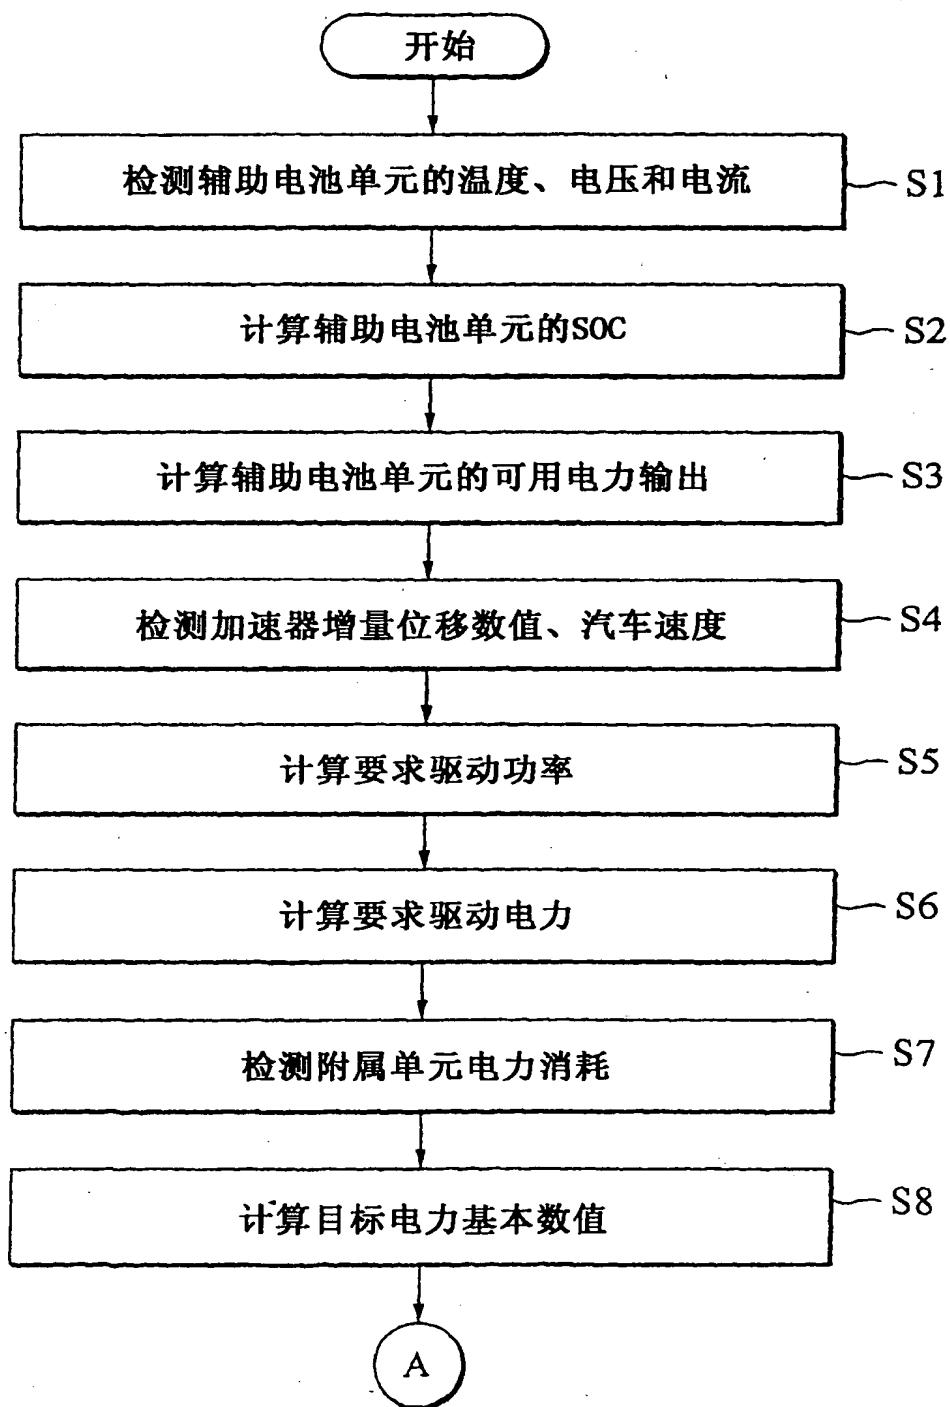 开始
检测辅助电池单元的温度、电压和电流
S1
计算辅助电池单元的SOC
S2
计算辅助电池单元的可用电力输出
S3
检测加速器增量位移数值、汽车速度
S4
计算要求驱动功率
S5
计算要求驱动电力
S6
检测附属单元电力消耗
S7
计算目标电力基本数值
S8
A